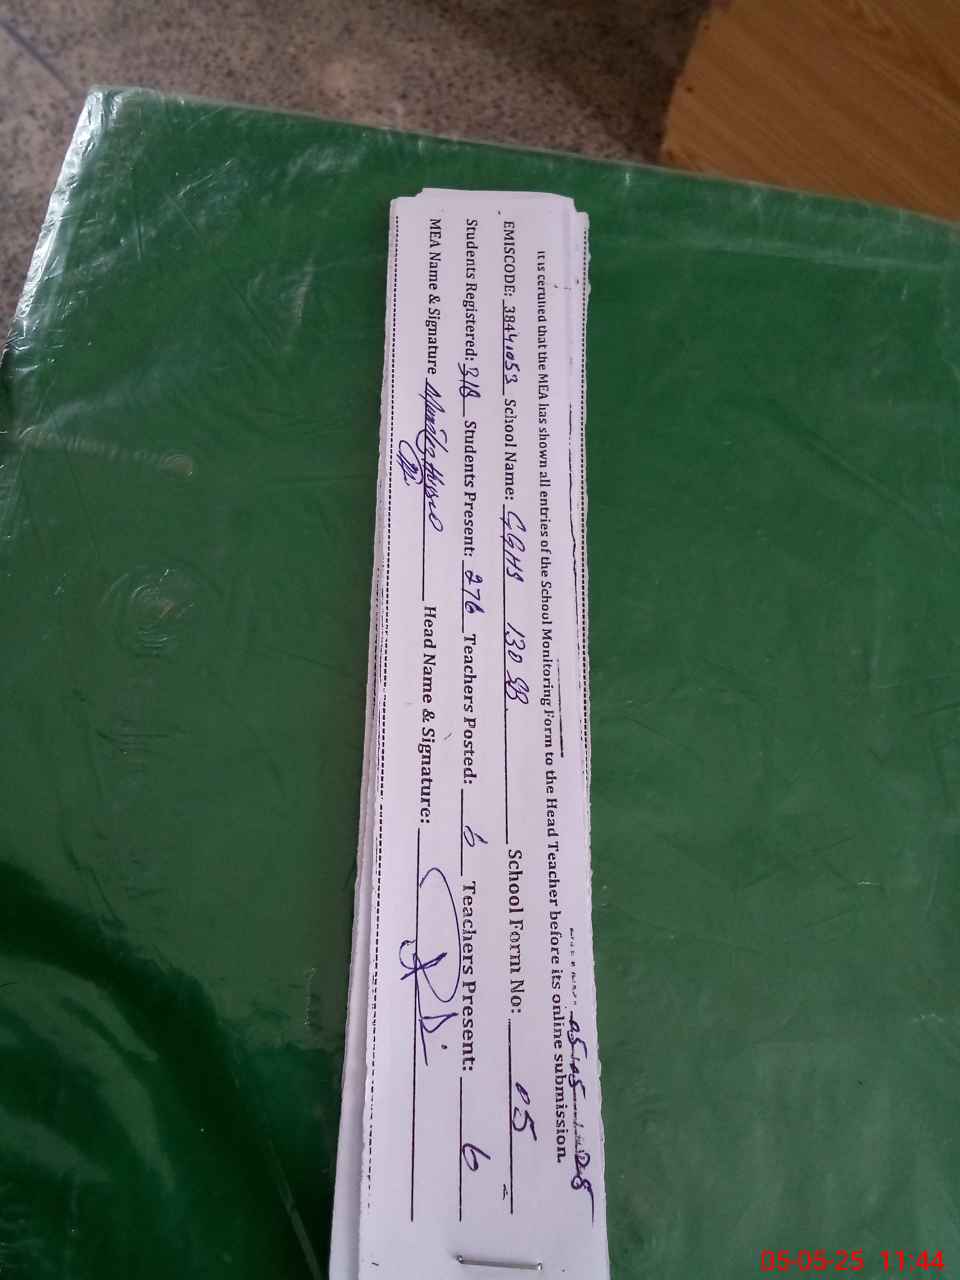 05-05-2025
It is certified that the MEA has shown all entries of the School Monitoring Form to the Head Teacher before its online submission.
EMISCODE: 38441053 School Name: GGHS 130 SB School Form No: 05
Students Registered: 318 Students Present: 276 Teachers Posted: 6 Teachers Present: 6
MEA Name & Signature Head Name & Signature:
05-05-25 11:44